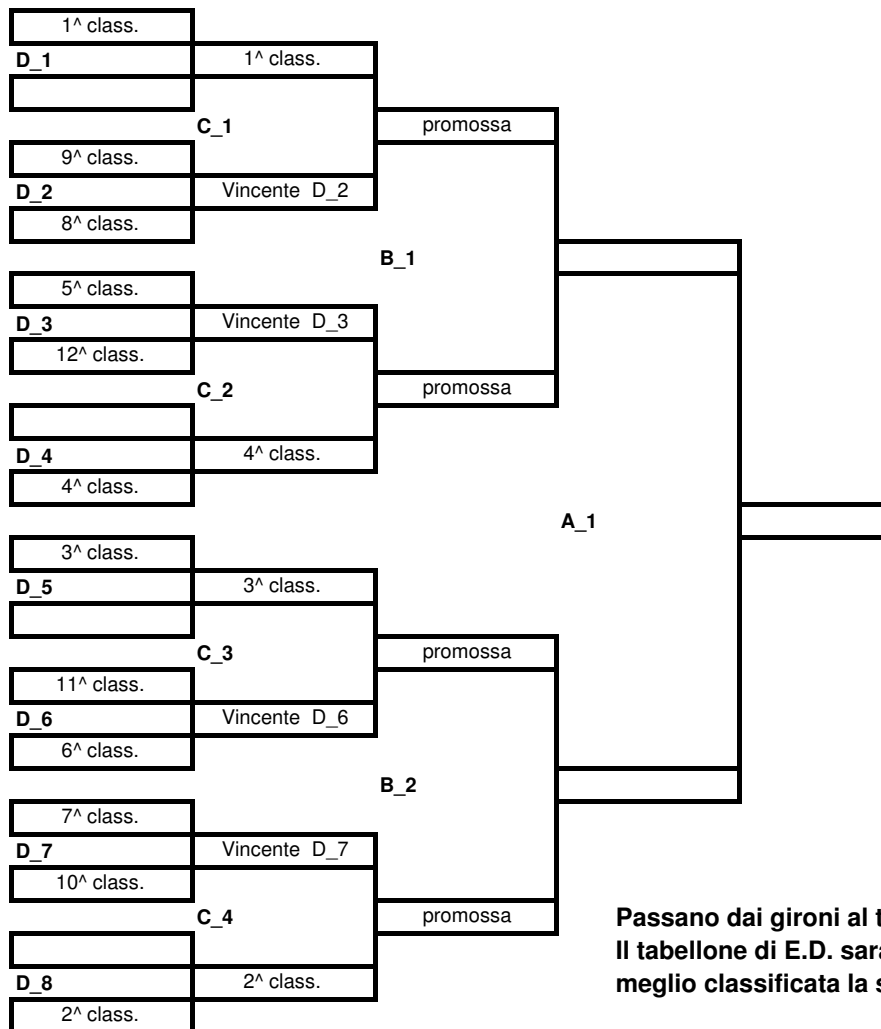 1^ class.
D_1 1^ class.
C_1 promossa
9^ class.
D_2 Vincente D_2
8^ class.
B_1
5^ class.
D_3 Vincente D_3
12^ class.
C_2 promossa
D_4 4^ class.
4^ class.
A_1
3^ class.
D_5 3^ class.
C_3 promossa
11^ class.
D_6 Vincente D_6
6^ class.
B_2
7^ class.
D_7 Vincente D_7
10^ class.
C_4 promossa
D_8 2^ class.
2^ class.
Passano dai gironi al
Il tabellone di E.D.
meglio classificata la